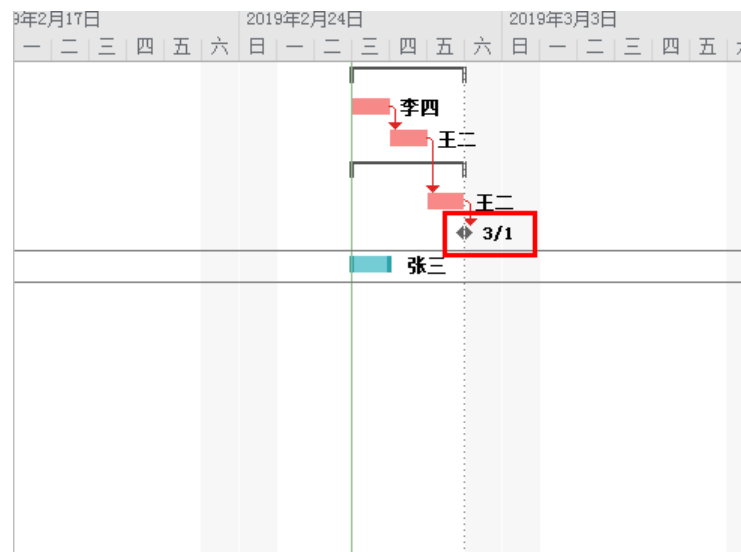 9年2月17日 2019年2月24日 2019年3月3日
一 二 三 四 五 六 日 一 二 三 四 五 六 日 一 二 三 四 五
李四
王二
王二
3/1
张三